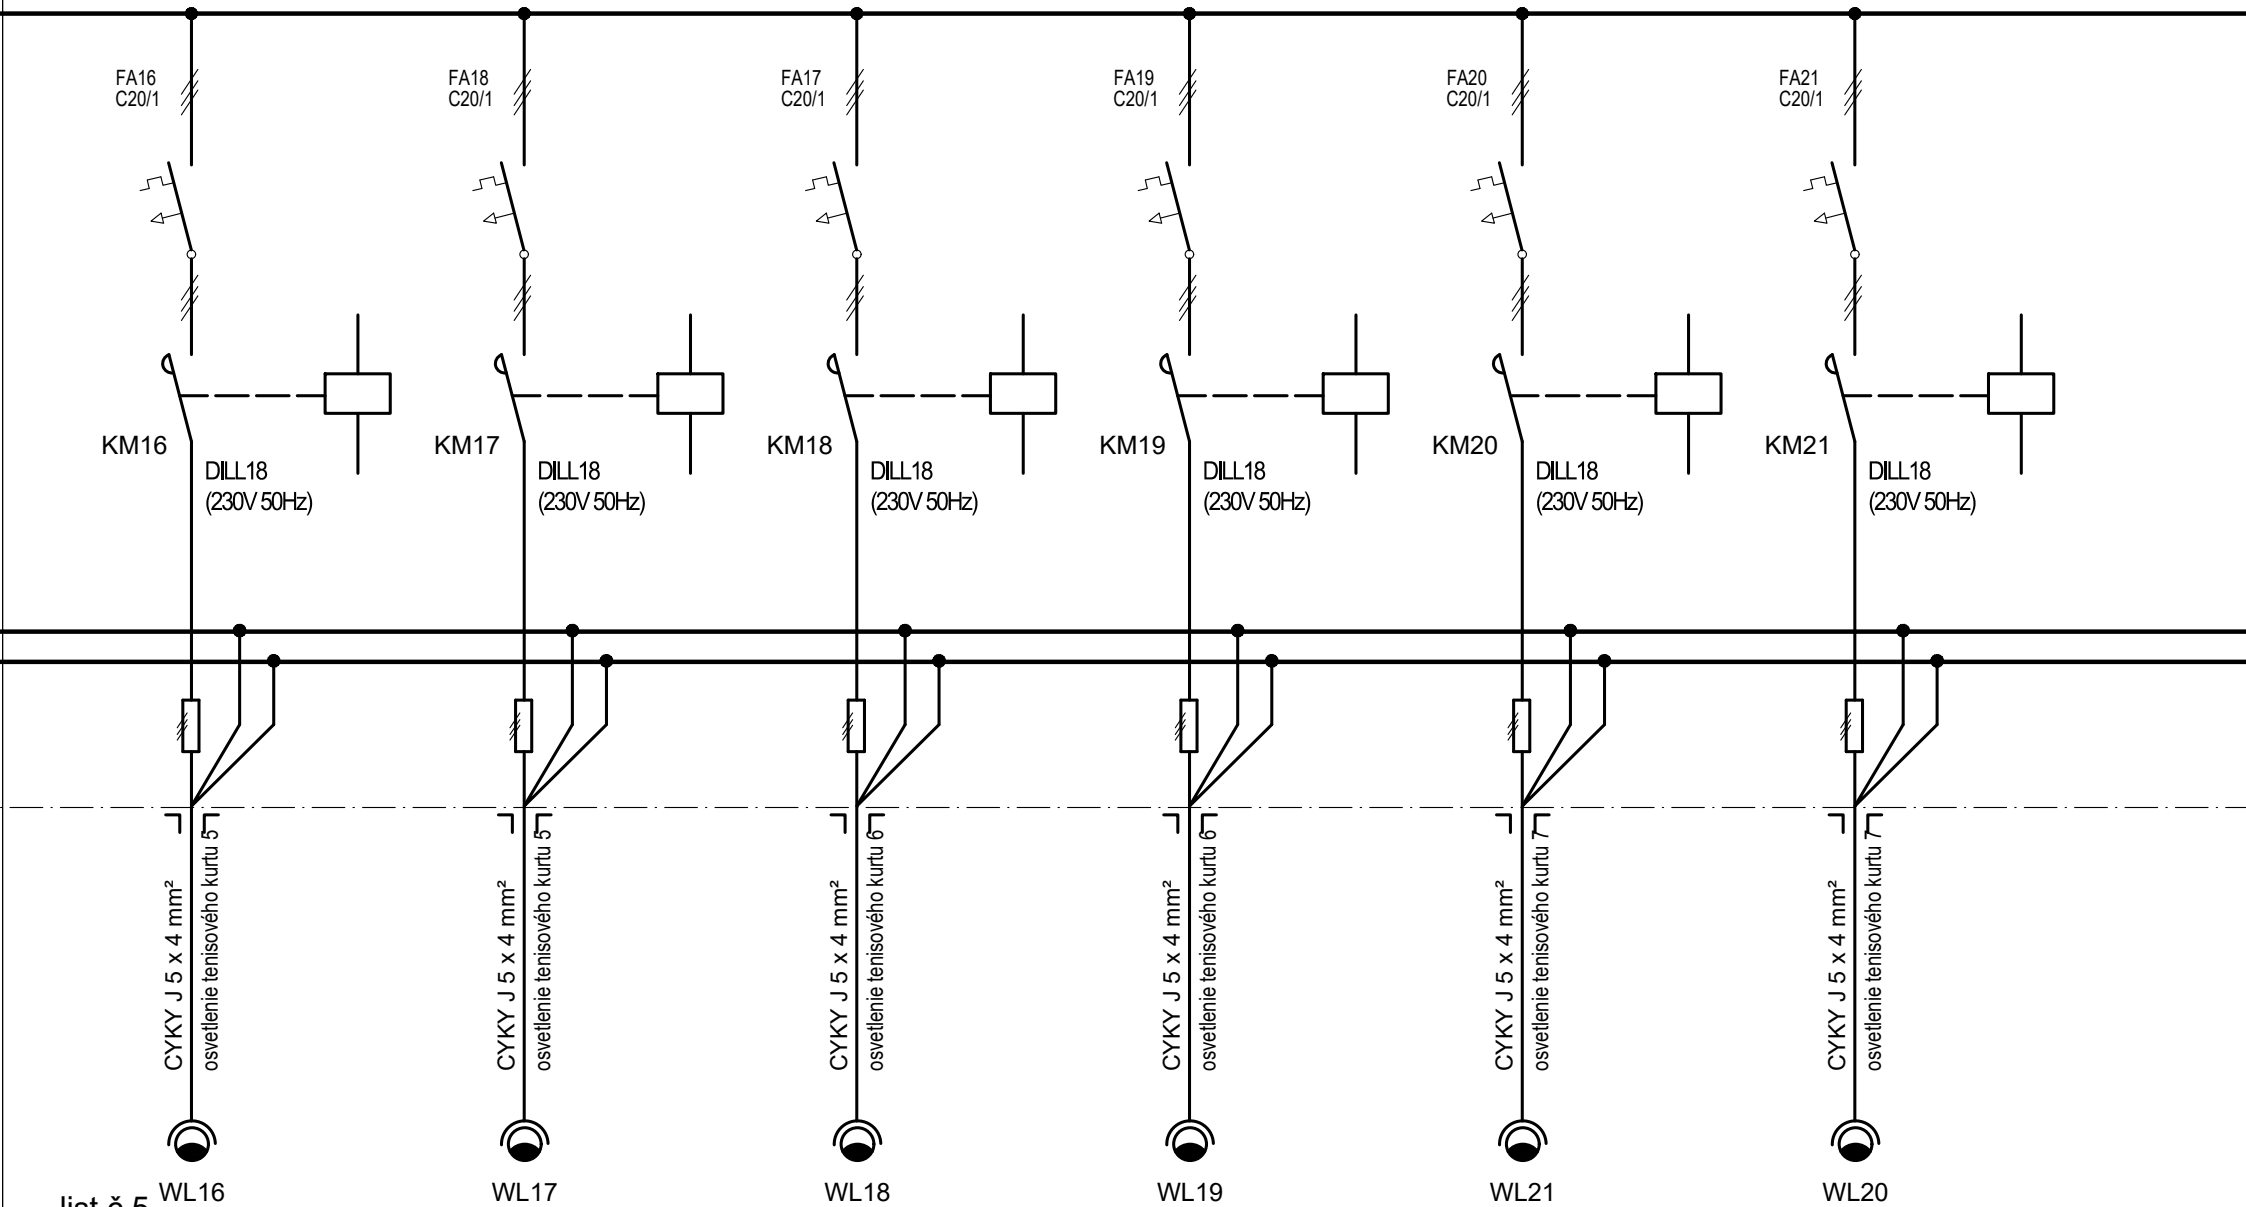 FA16
C20/1
FA18
C20/1
FA17
C20/1
FA19
C20/1
FA20
C20/1
FA21
C20/1
KM16
DILL18
(230V 50Hz)
KM17
DILL18
(230V 50Hz)
KM18
DILL18
(230V 50Hz)
KM19
DILL18
(230V 50Hz)
KM20
DILL18
(230V 50Hz)
KM21
DILL18
(230V 50Hz)
CYKY J 5 x 4 mm²
osvetlenie tenisového kurtu 5
CYKY J 5 x 4 mm²
osvetlenie tenisového kurtu 5
CYKY J 5 x 4 mm²
osvetlenie tenisového kurtu 6
CYKY J 5 x 4 mm²
osvetlenie tenisového kurtu 6
CYKY J 5 x 4 mm²
osvetlenie tenisového kurtu 7
CYKY J 5 x 4 mm²
osvetlenie tenisového kurtu 7
WL16
WL17
WL18
WL19
WL21
WL20
list č.5